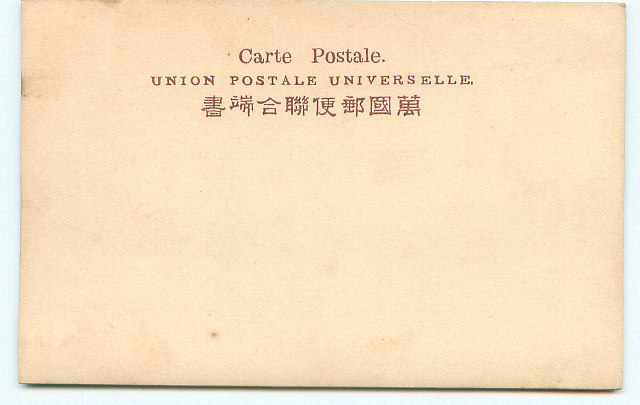 Carte Postale.
UNION POSTALE UNIVERSELLE.
萬國郵便聯合端書